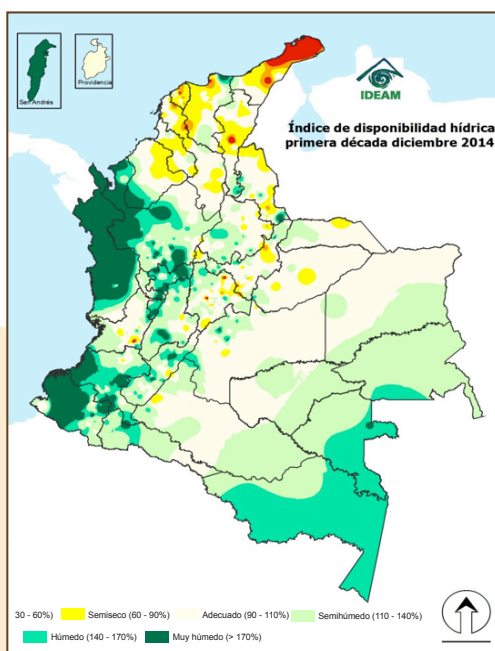 Providencia
San Andrés
IDEAM
Índice de disponibilidad hídrica
primera década diciembre 2014
30 - 60%) Semiseco (60 - 90%) Adecuado (90 - 110%) Semihúmedo (110 - 140%)
Húmedo (140 - 170%) Muy húmedo (> 170%)